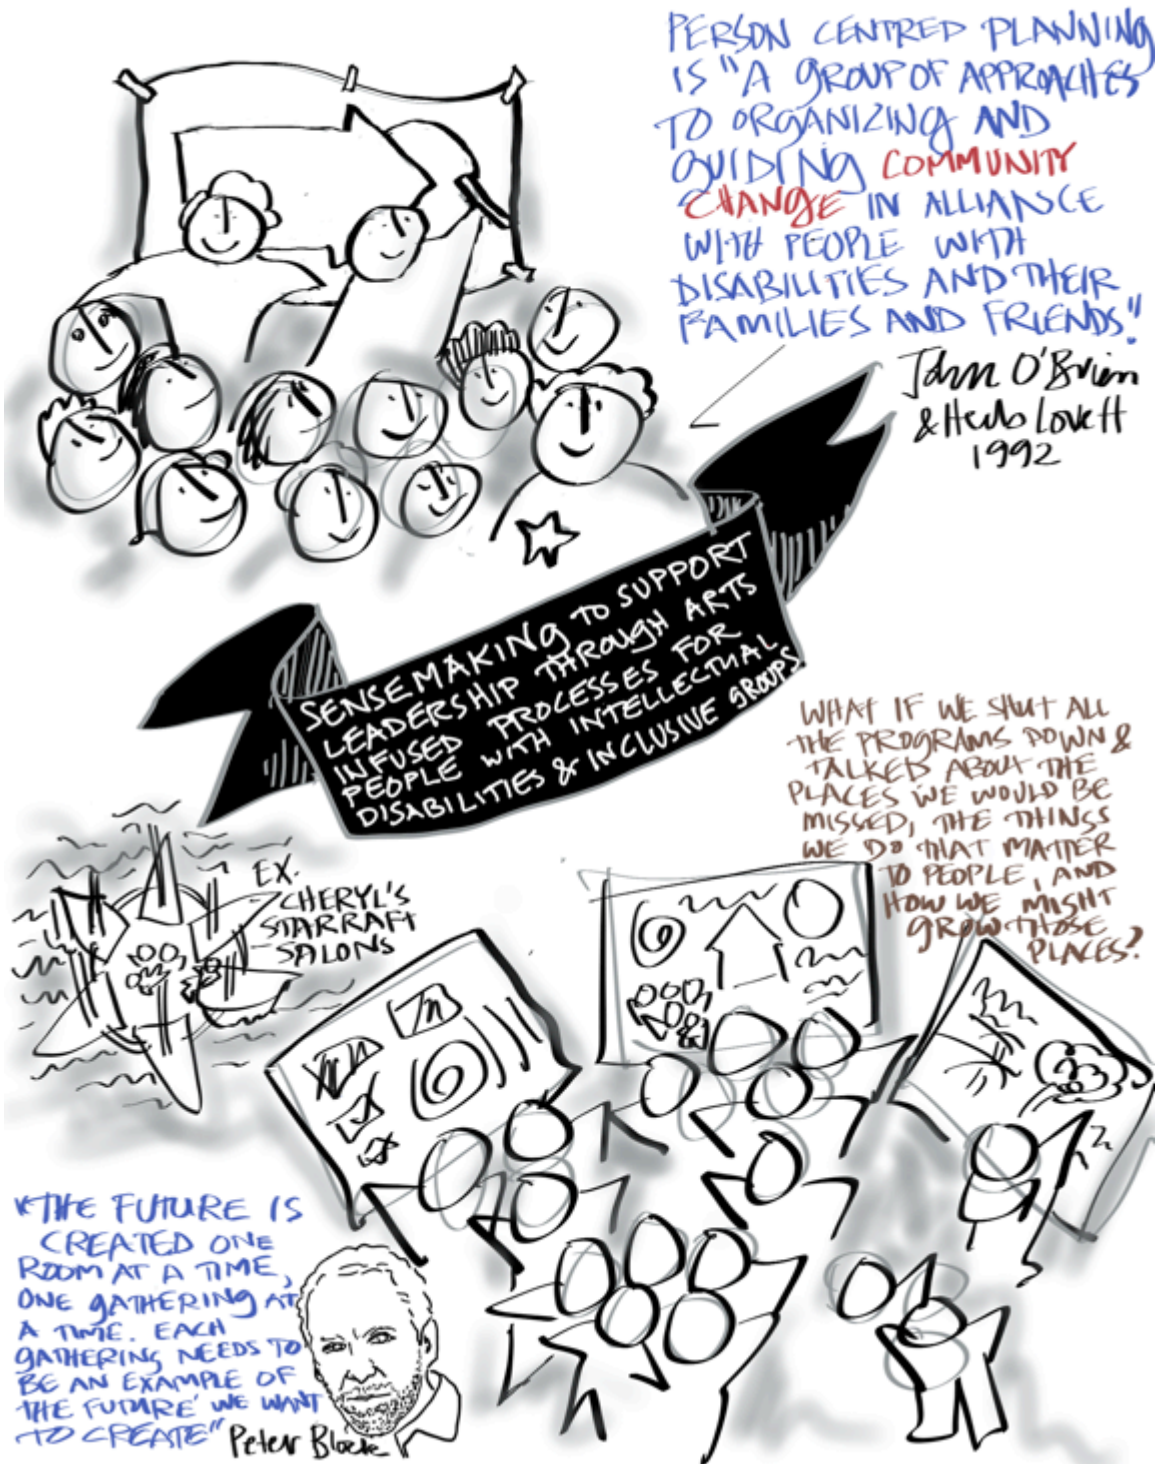 PERSON CENTRED PLANNING
IS "A GROUP OF APPROACHES
TO ORGANIZING AND
GUIDING COMMUNITY
CHANGE IN ALLIANCE
WITH PEOPLE WITH
DISABILITIES AND THEIR
FAMILIES AND FRIENDS."
John O'Brien
& Herb Lovett
1992
SENSEMAKING TO SUPPORT
LEADERSHIP THROUGH ARTS
INFUSED PROCESSES FOR
PEOPLE WITH INTELLECTUAL
DISABILITIES & INCLUSIVE GROUPS
WHAT IF WE SHUT ALL
THE PROGRAMS DOWN &
TALKED ABOUT THE
PLACES WE WOULD BE
MISSED, THE THINGS
WE DO THAT MATTER
TO PEOPLE, AND
HOW WE MIGHT
GROW THOSE
PLACES?
EX.
CHERYL'S
STARRAFT
SALONS
"THE FUTURE IS
CREATED ONE
ROOM AT A TIME,
ONE GATHERING AT
A TIME. EACH
GATHERING NEEDS TO
BE AN EXAMPLE OF
THE FUTURE WE WANT
TO CREATE" Peter Block